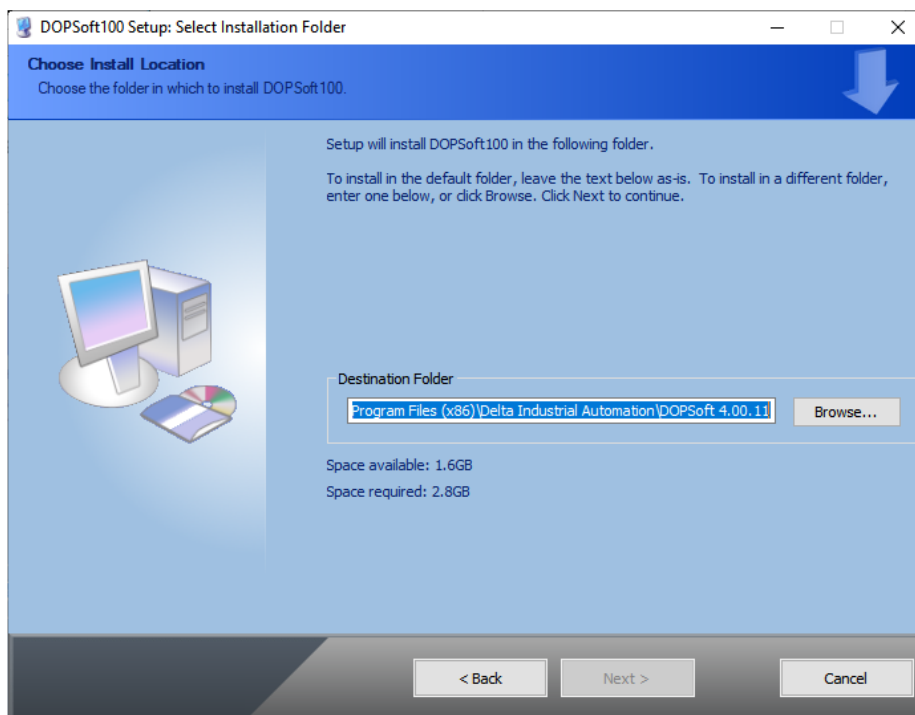 DOPSoft100 Setup: Select Installation Folder
Choose Install Location
Choose the folder in which to install DOPSoft100.
Setup will install DOPSoft100 in the following folder.
To install in the default folder, leave the text below as-is. To install in a different folder,
enter one below, or click Browse. Click Next to continue.
Destination Folder
Program Files (x86)\Delta Industrial Automation\DOPSoft 4.00.11
Browse...
Space available: 1.6GB
Space required: 2.8GB
< Back
Next >
Cancel